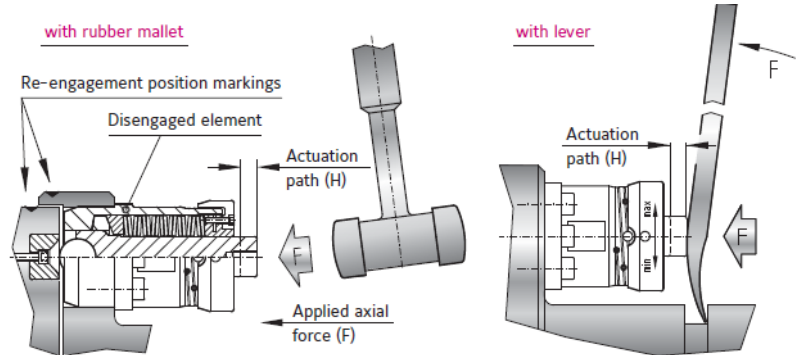 with rubber mallet
with lever
Re-engagement position markings
Disengaged element
Actuation
path (H)
F
Applied axial
force (F)
F
Actuation
path (H)
max
min
F